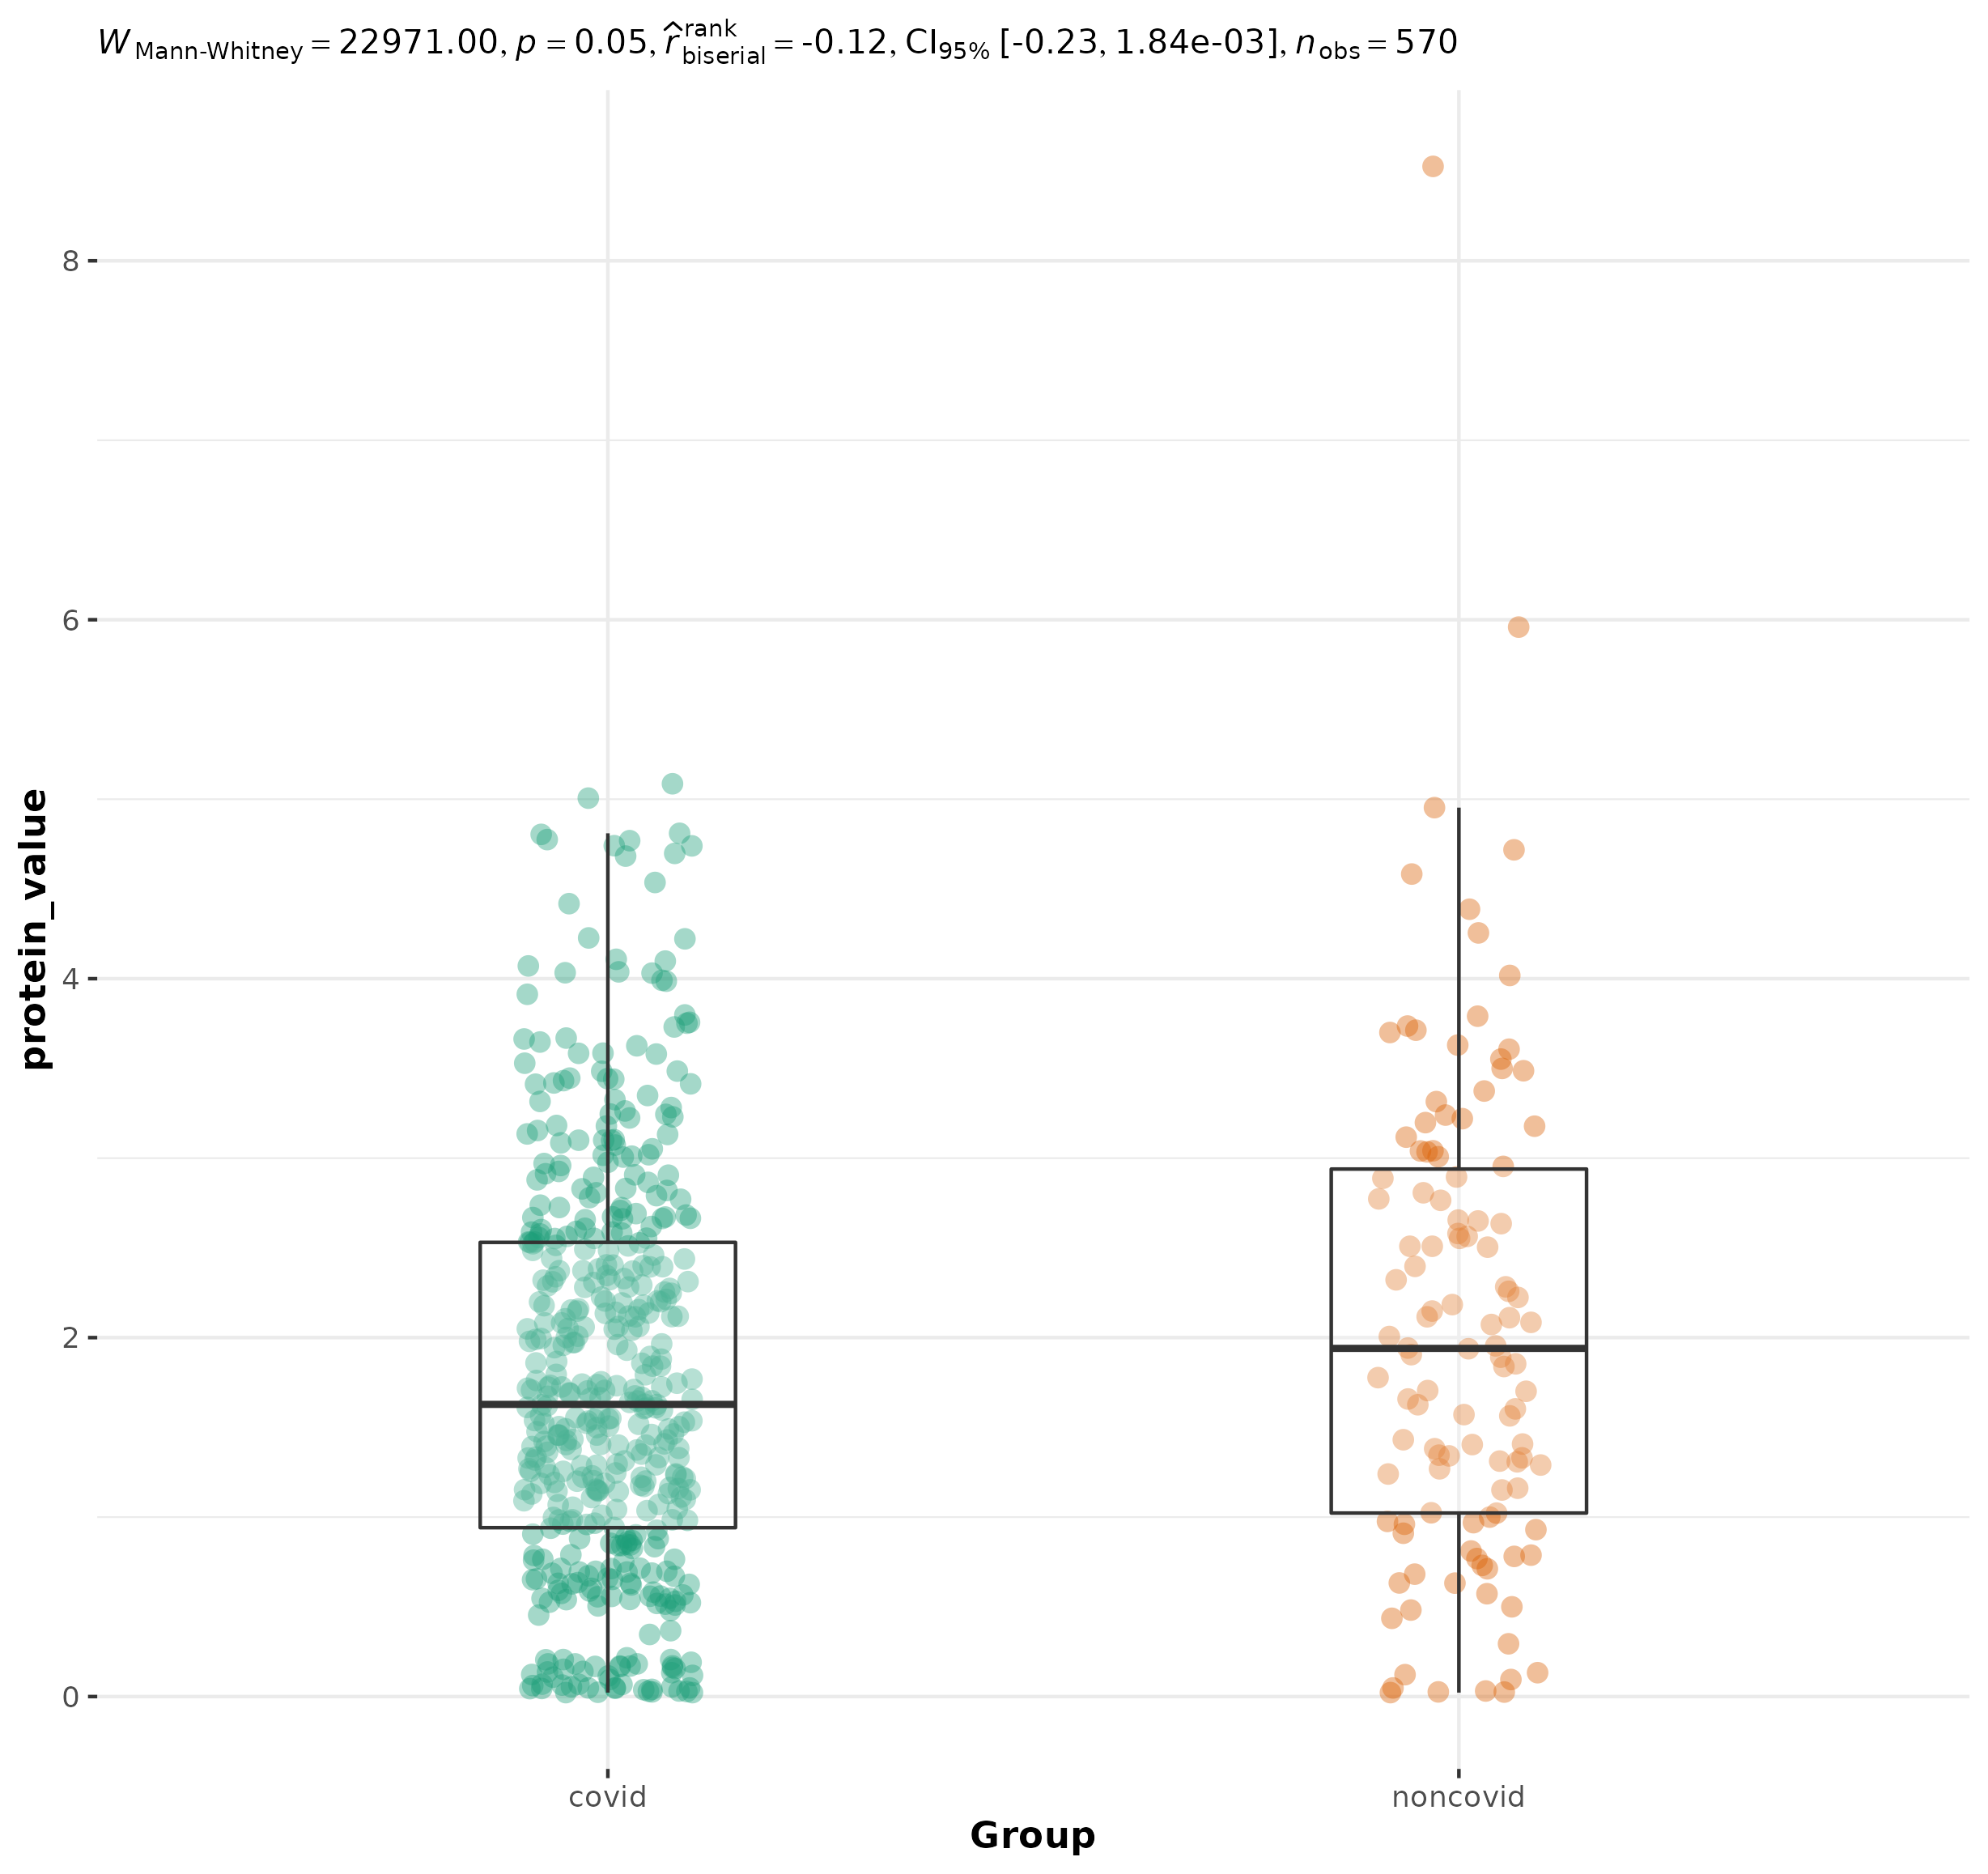 W Mann-Whitney = 22971.00, p = 0.05, r̂ rank biserial = -0.12, CI95% [-0.23, 1.84e-03], nobs = 570
8
6
4
2
0
protein_value
covid noncovid
Group